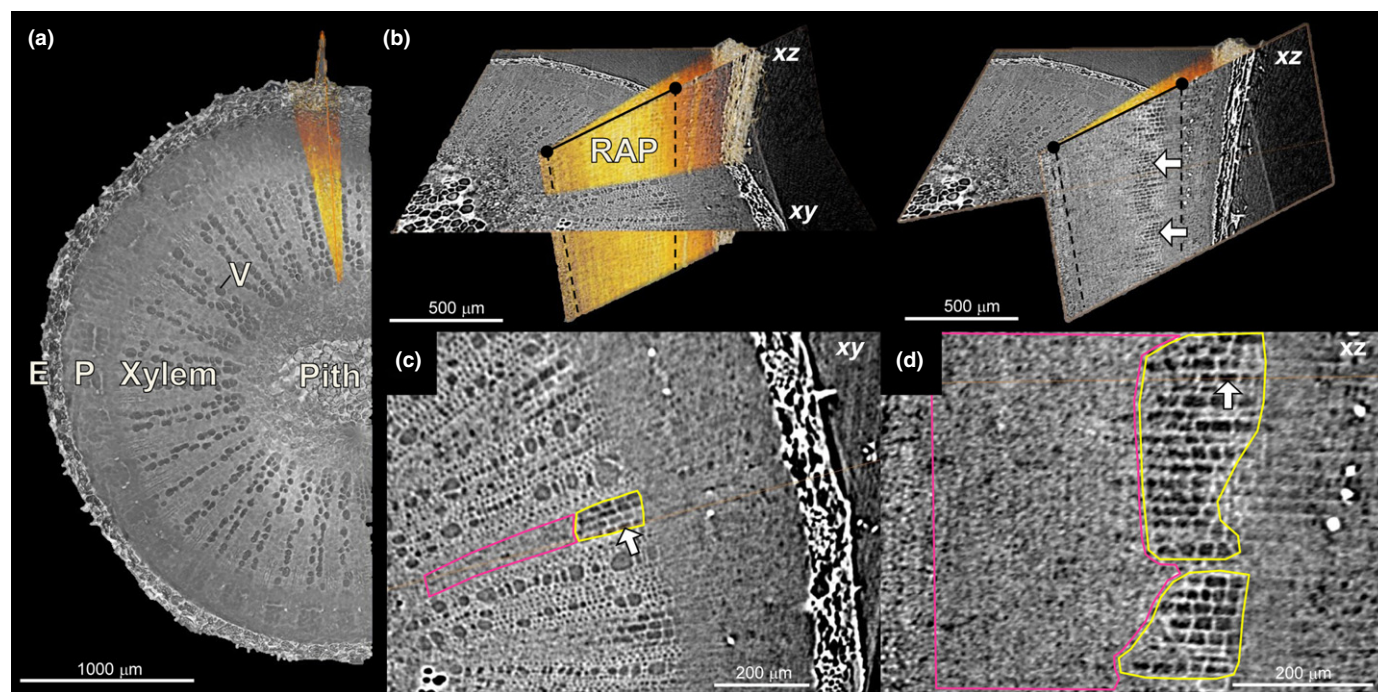 (a)
V
E P Xylem Pith
1000 µm
(b)
xz
RAP
xy
500 µm
xz
500 µm
(c)
xy
200 µm
(d)
xz
200 µm